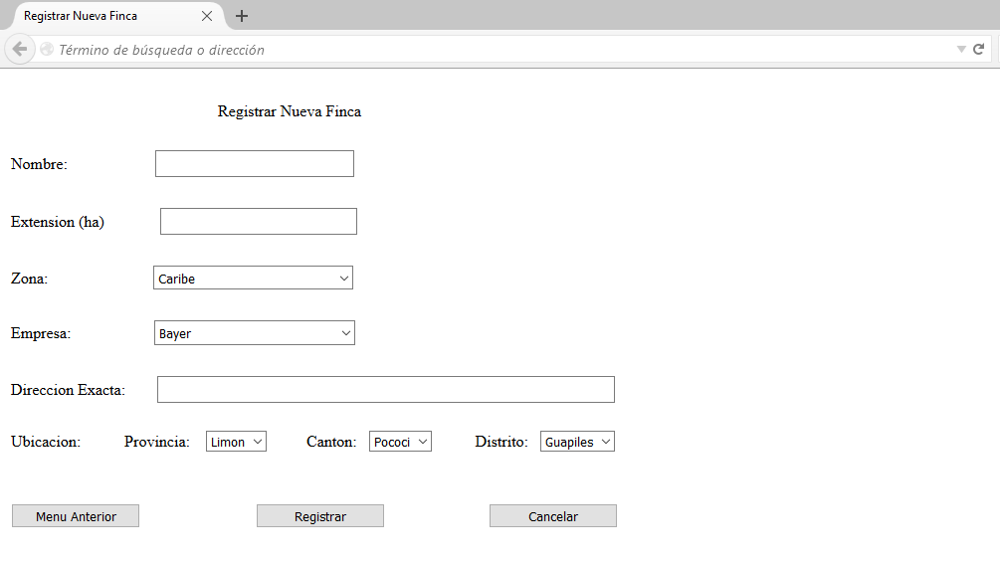 Registrar Nueva Finca
Término de búsqueda o dirección
Registrar Nueva Finca
Nombre:
Extension (ha)
Zona: Caribe
Empresa: Bayer
Direccion Exacta:
Ubicacion: Provincia: Limon Canton: Pococi Distrito: Guapiles
Menu Anterior Registrar Cancelar